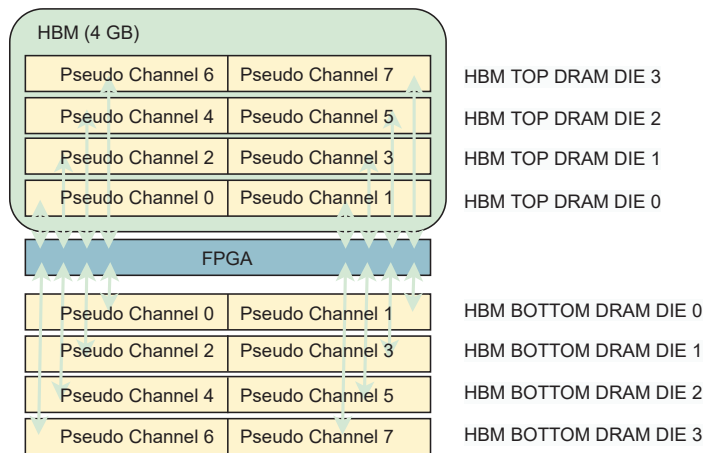 HBM (4 GB)
Pseudo Channel 6 Pseudo Channel 7 HBM TOP DRAM DIE 3
Pseudo Channel 4 Pseudo Channel 5 HBM TOP DRAM DIE 2
Pseudo Channel 2 Pseudo Channel 3 HBM TOP DRAM DIE 1
Pseudo Channel 0 Pseudo Channel 1 HBM TOP DRAM DIE 0
FPGA
Pseudo Channel 0 Pseudo Channel 1 HBM BOTTOM DRAM DIE 0
Pseudo Channel 2 Pseudo Channel 3 HBM BOTTOM DRAM DIE 1
Pseudo Channel 4 Pseudo Channel 5 HBM BOTTOM DRAM DIE 2
Pseudo Channel 6 Pseudo Channel 7 HBM BOTTOM DRAM DIE 3